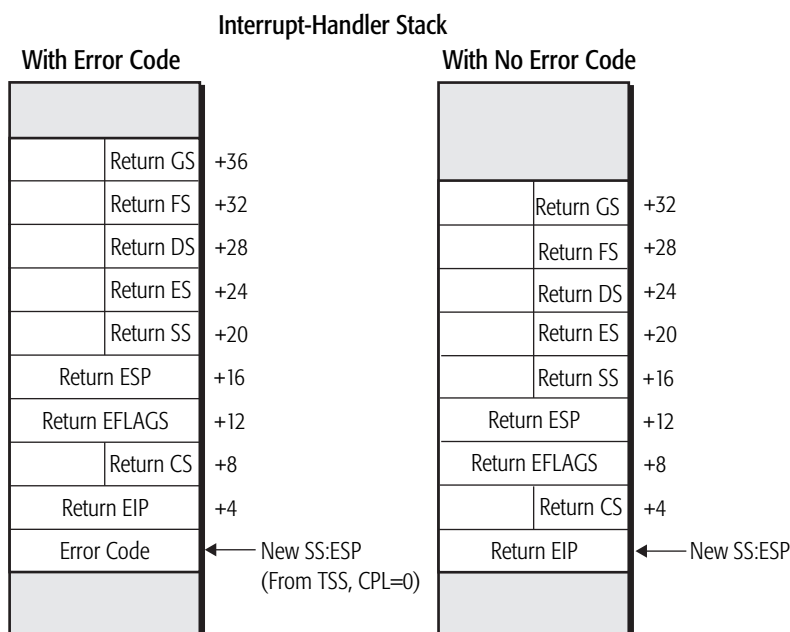 Interrupt-Handler Stack
With Error Code
Return GS +36
Return FS +32
Return DS +28
Return ES +24
Return SS +20
Return ESP +16
Return EFLAGS +12
Return CS +8
Return EIP +4
Error Code New SS:ESP
(From TSS, CPL=0)
With No Error Code
Return GS +32
Return FS +28
Return DS +24
Return ES +20
Return SS +16
Return ESP +12
Return EFLAGS +8
Return CS +4
Return EIP New SS:ESP